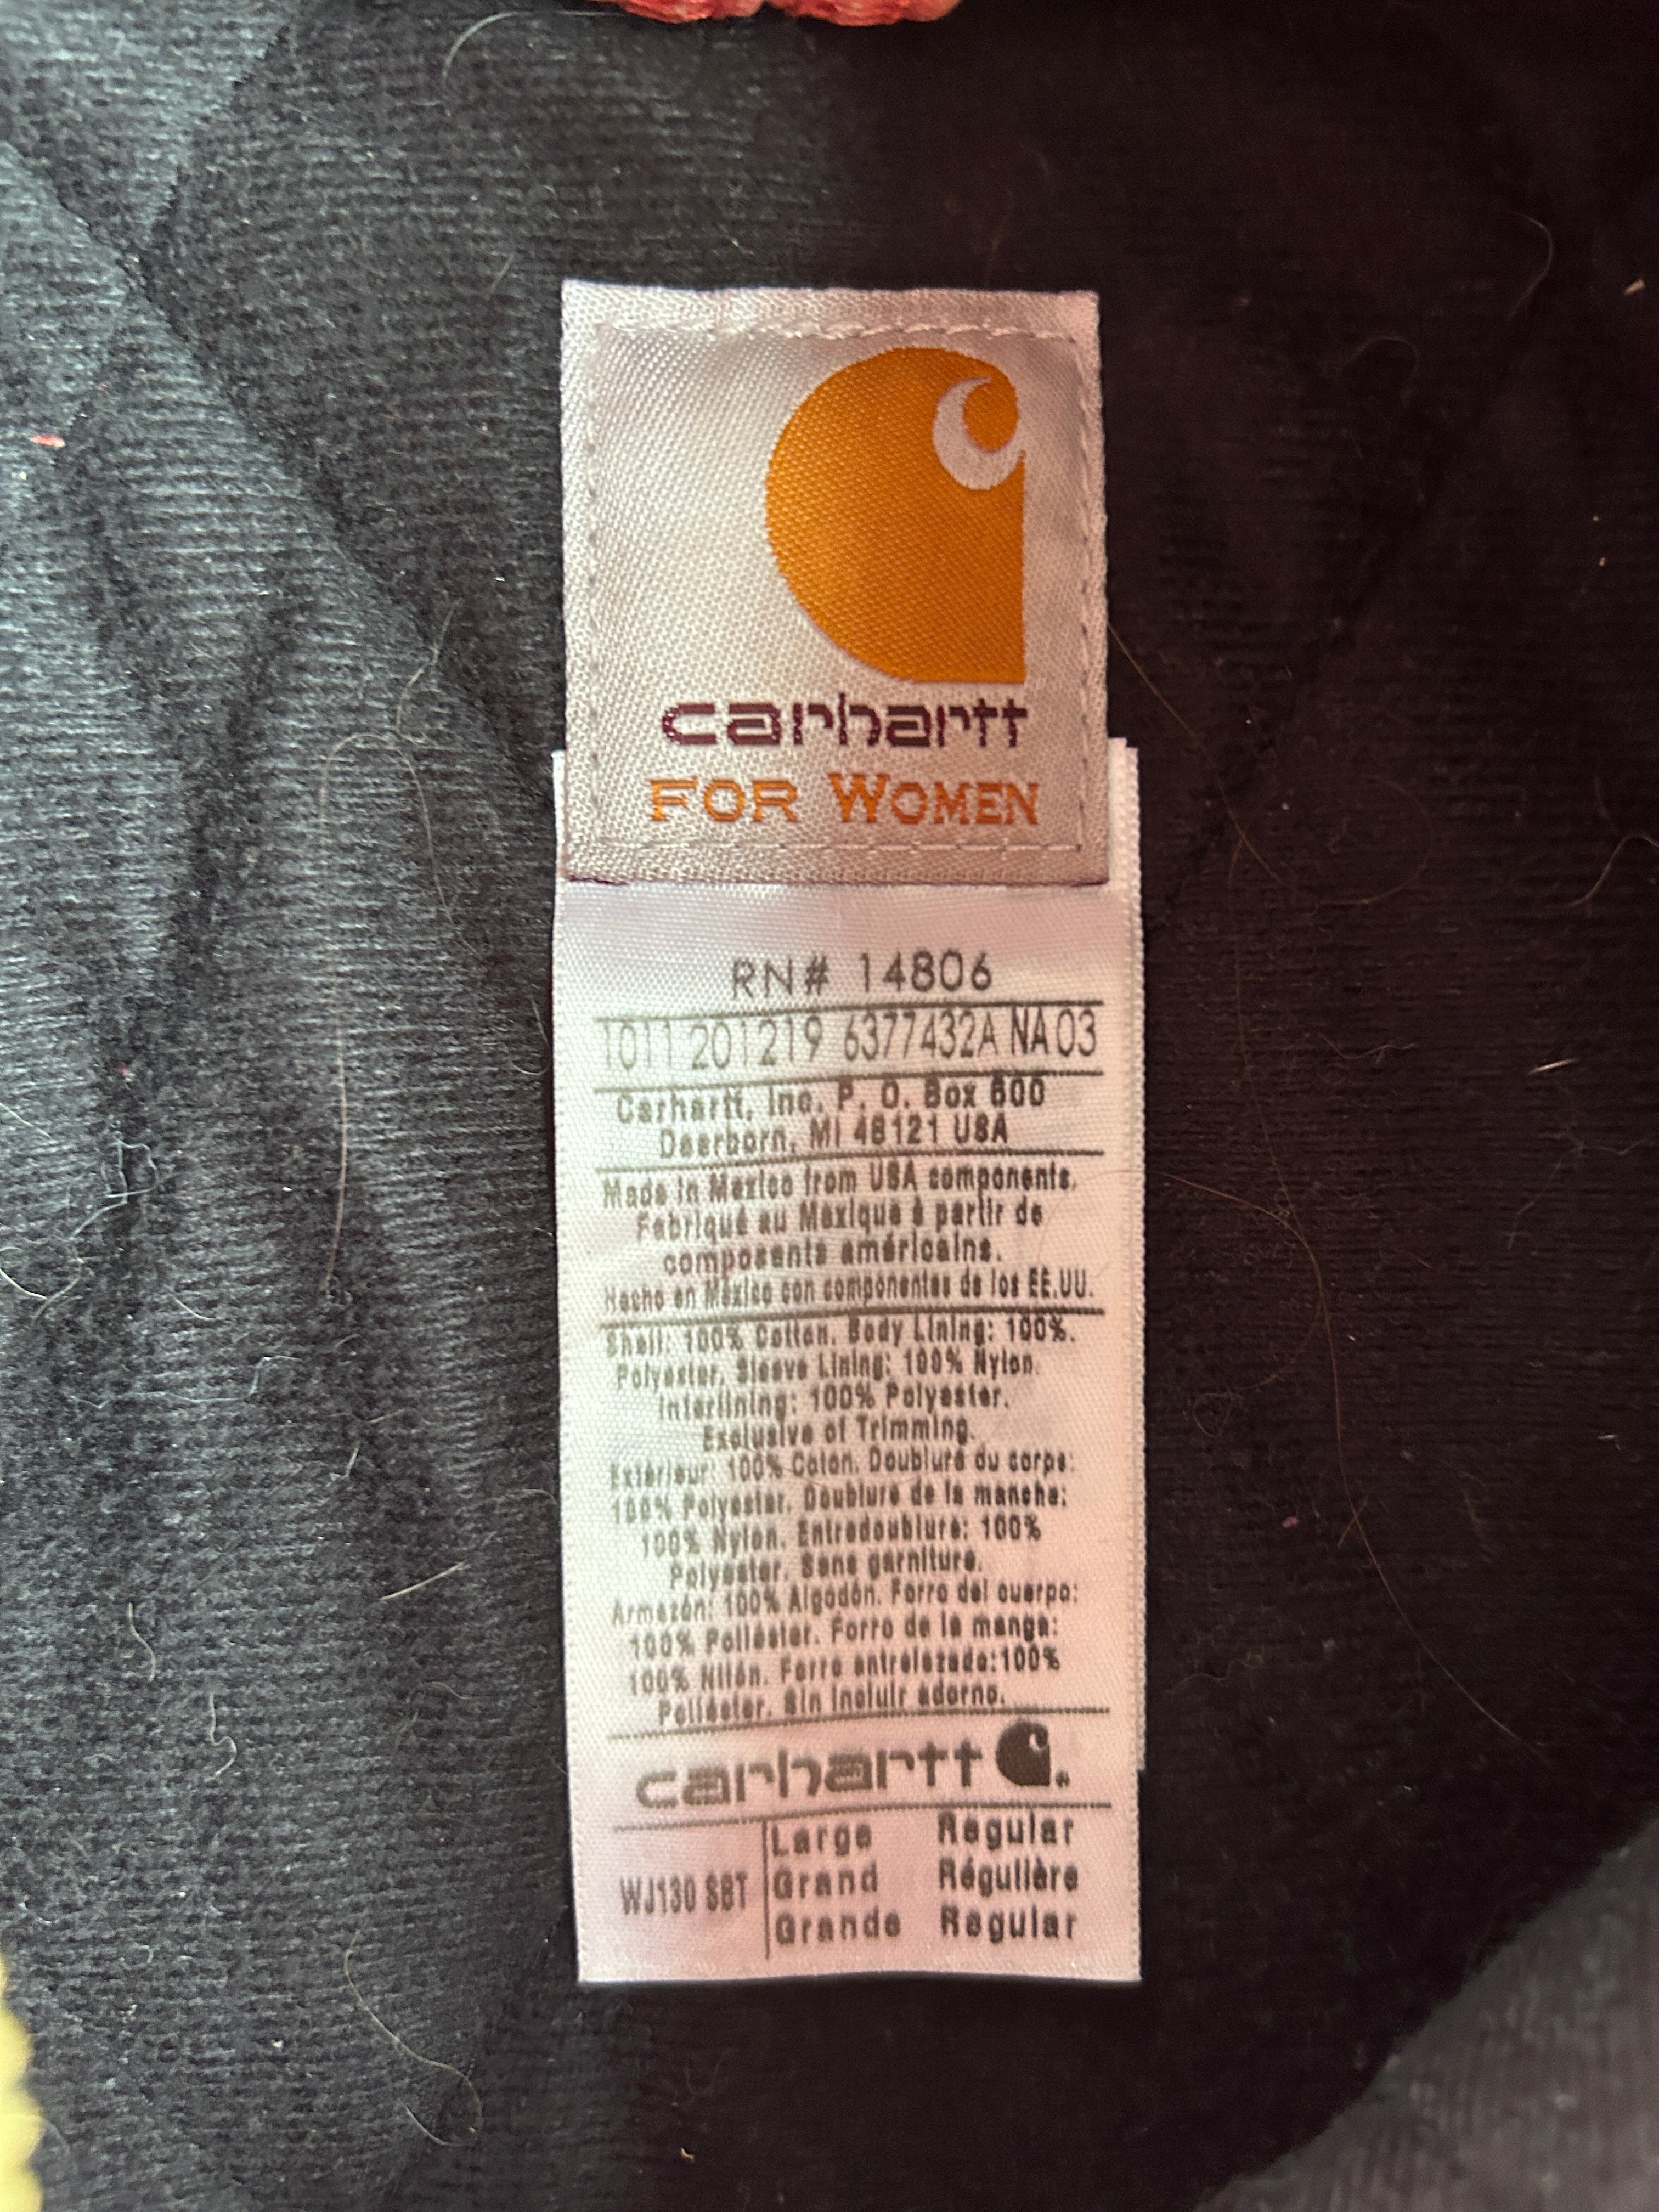 carhartt
FOR WOMEN
RN# 14806
1011 201219 6377432A NA 03
Carhartt, Inc. P. O. Box 600
Dearborn, MI 48121 USA
Made in Mexico from USA components.
Fabriqué au Mexique à partir de
composants américains.
Hecho en México con componentes de los EE.UU.
Shell: 100% Cotton. Body Lining: 100%.
Polyester. Sleeve Lining: 100% Nylon.
Interlining: 100% Polyester.
Exclusive of Trimming.
Extérieur: 100% Coton. Doublure du corps:
100% Polyester. Doublure de la manche:
100% Nylon. Entredoublure: 100%
Polyester. Sans garniture.
Armazón: 100% Algodón. Forro del cuerpo:
100% Poliéster. Forro de la manga:
100% Nilón. Forro entrelazado:100%
Poliéster. Sin incluir adorno.
carhartt
WJ130 SBT
Large Regular
Grand Régulière
Grande Regular